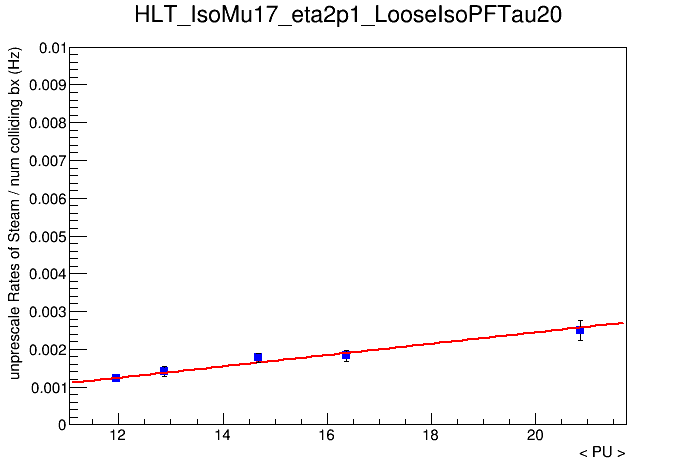 HLT_IsoMu17_eta2p1_LooseIsoPFTau20
unprescale Rates of Steam / num colliding bx (Hz)
0.01
0.009
0.008
0.007
0.006
0.005
0.004
0.003
0.002
0.001
0
12 14 16 18 20
< PU >